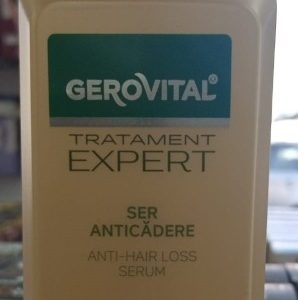 GEROVITAL®
TRATAMENT
EXPERT
SER
ANTICĂDERE
ANTI-HAIR LOSS
SERUM